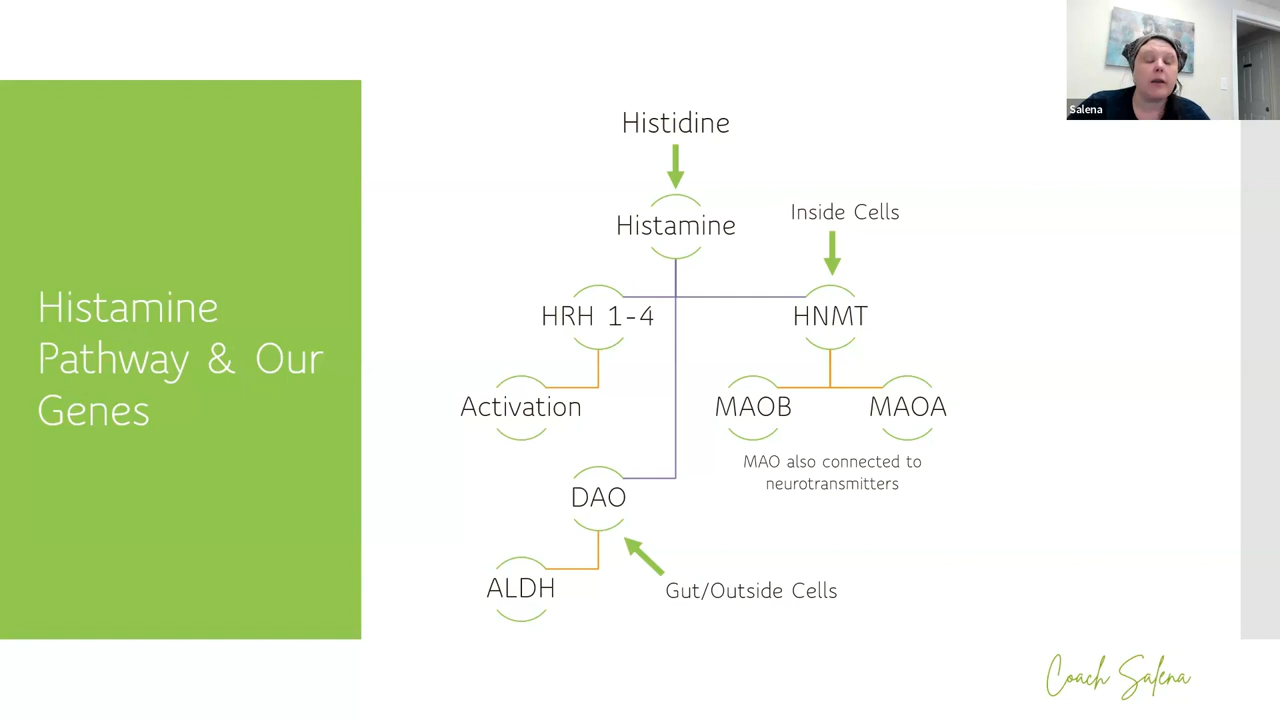 Salena
Histamine
Pathway & Our
Genes
Histidine
Histamine
Inside Cells
HRH 1-4
HNMT
Activation
MAOB
MAOA
MAO also connected to
neurotransmitters
DAO
ALDH
Gut/Outside Cells
Coach Salena